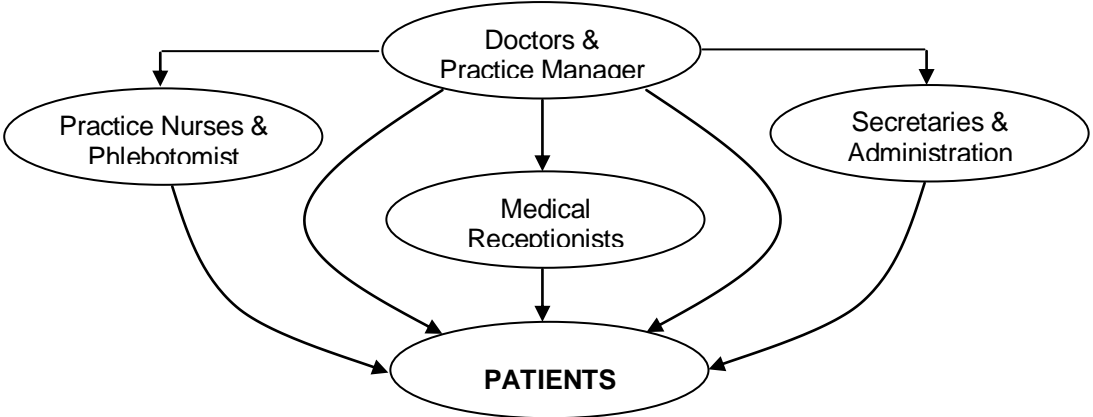 Doctors &
Practice Manager
Practice Nurses &
Phlebotomist
Secretaries &
Administration
Medical
Receptionists
PATIENTS